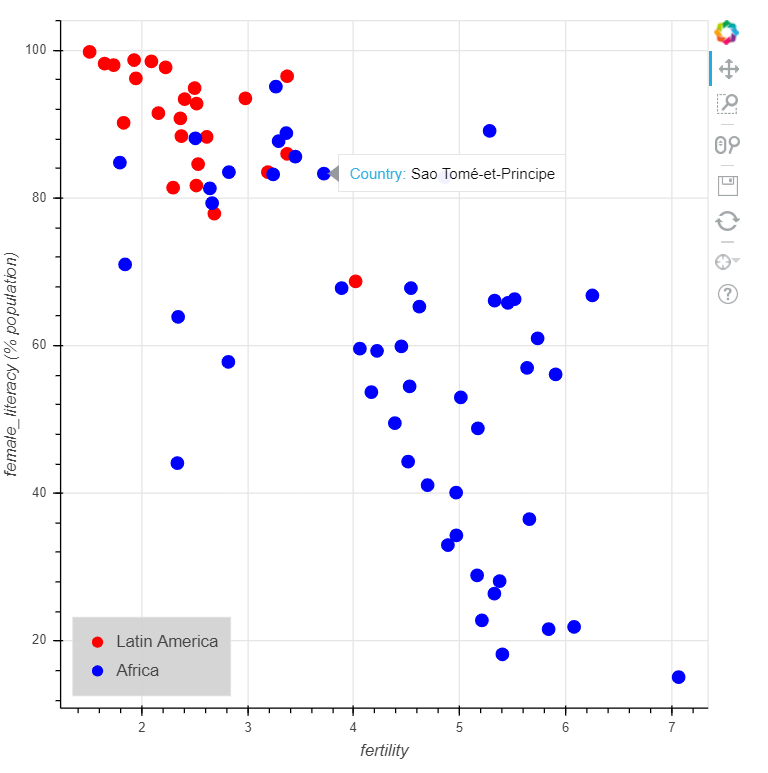 100
80
60
40
20
female_literacy (% population)
Country: Sao Tomé-et-Principe
Latin America
Africa
2 3 4 5 6 7
fertility